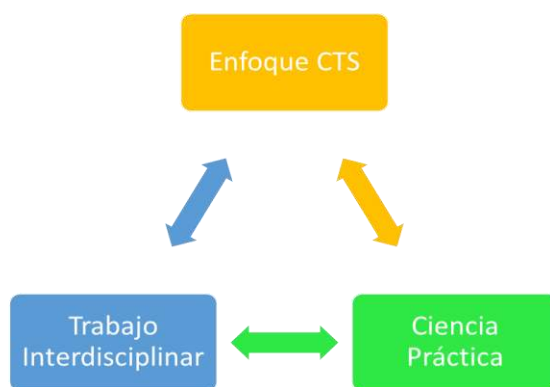 Enfoque CTS
Trabajo
Interdisciplinar
Ciencia
Práctica